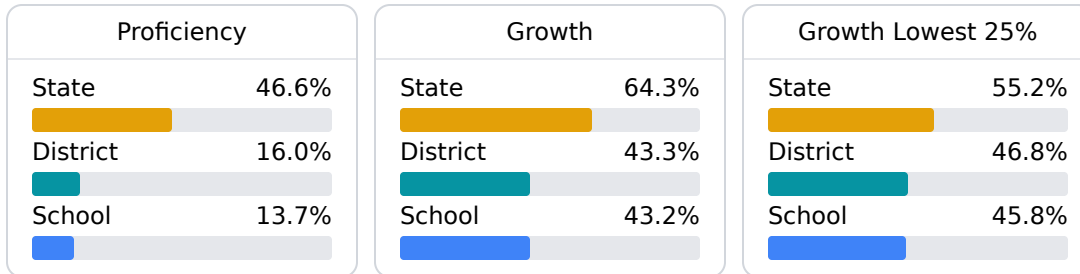 Proficiency
State 46.6%
District 16.0%
School 13.7%
Growth
State 64.3%
District 43.3%
School 43.2%
Growth Lowest 25%
State 55.2%
District 46.8%
School 45.8%